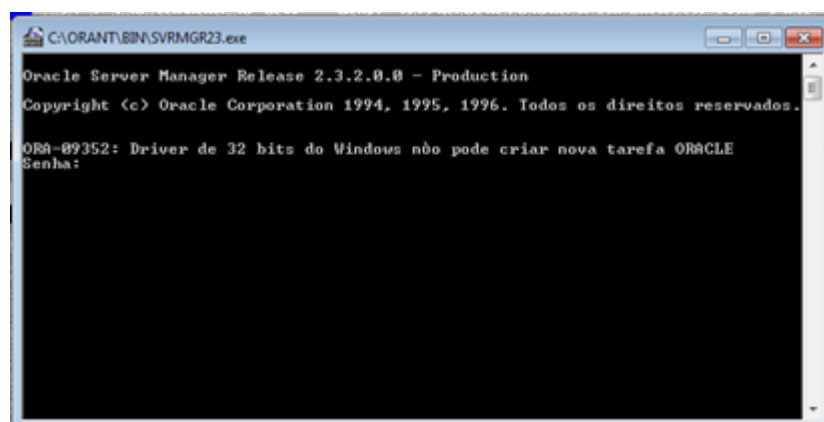 C:\ORANT\BIN\SVRMGR23.exe
Oracle Server Manager Release 2.3.2.0.0 - Production
Copyright (c) Oracle Corporation 1994, 1995, 1996. Todos os direitos reservados.
ORA-09352: Driver de 32 bits do Windows nòo pode criar nova tarefa ORACLE
Senha: